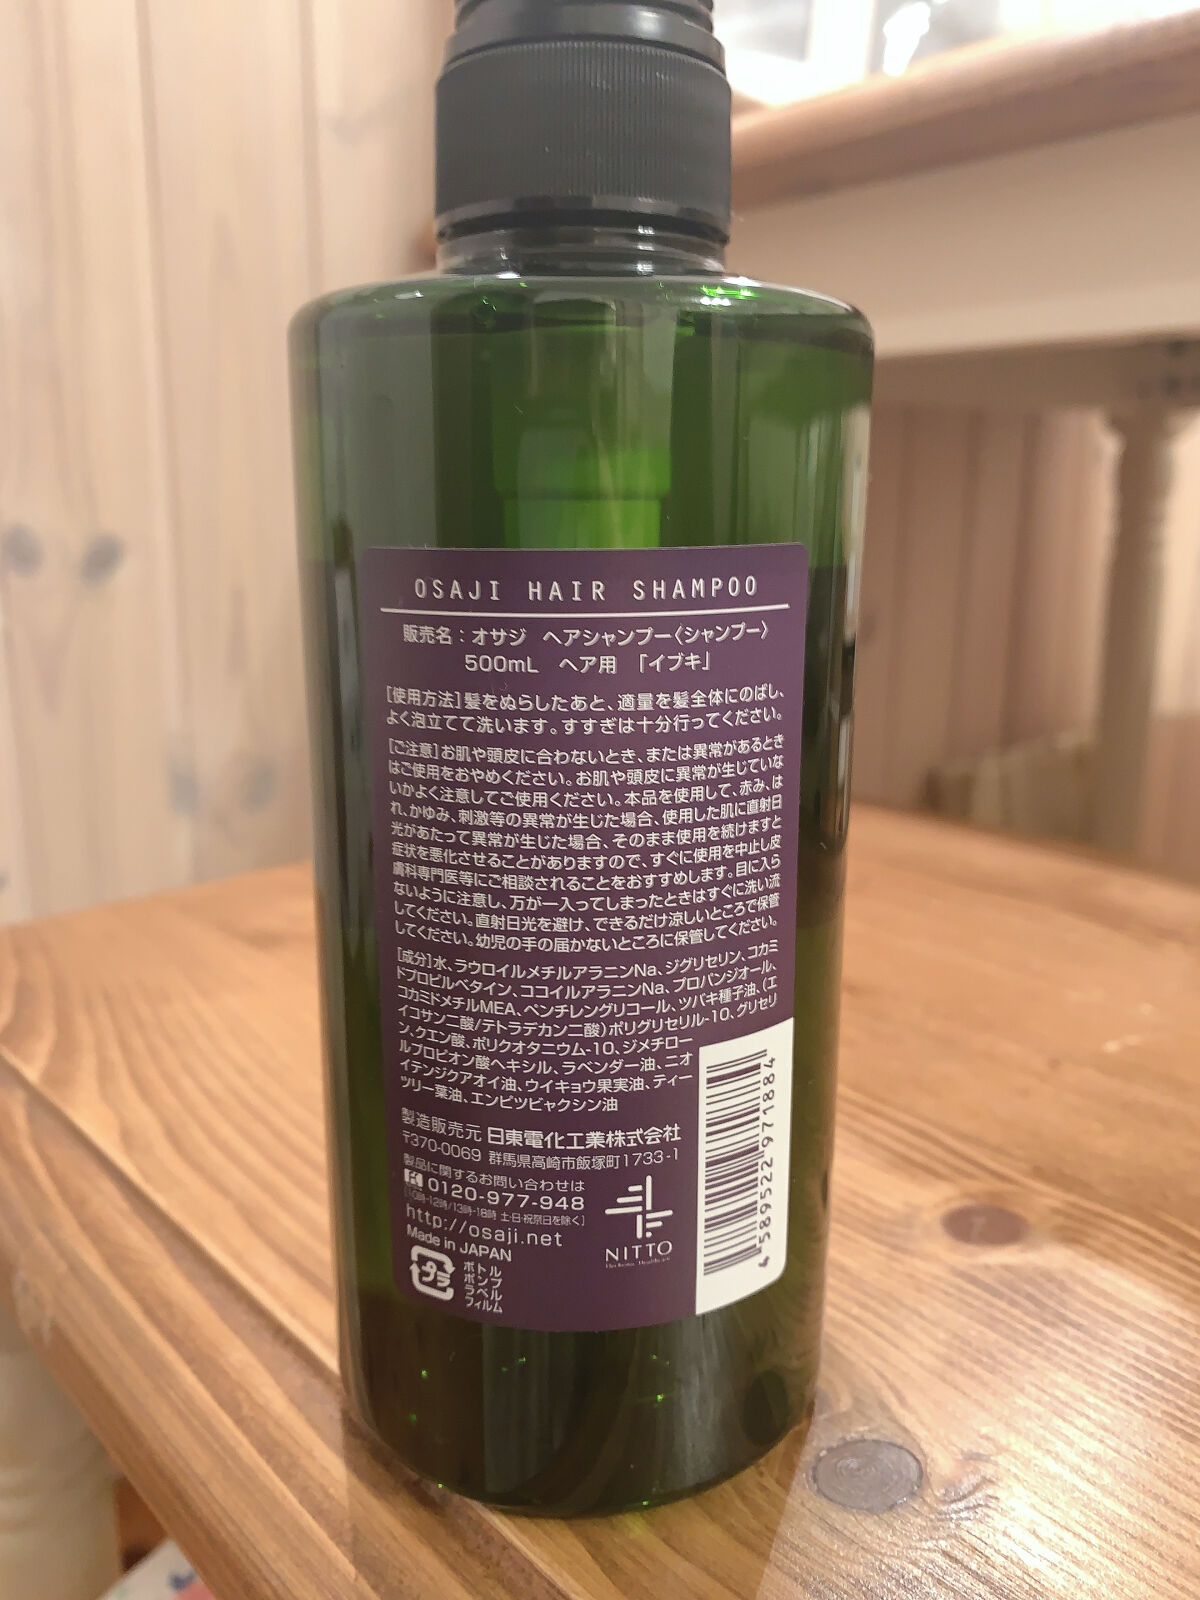 OSAJI HAIR SHAMPOO
販売名：オサジ ヘアシャンプー〈シャンプー〉
500mL ヘア用 「イブキ」
[使用方法]髪をぬらしたあと、適量を髪全体にのばし、
よく泡立てて洗います。すすぎは十分行ってください。
[ご注意]お肌や頭皮に合わないとき、または異常があるとき
はご使用をおやめください。お肌や頭皮に異常が生じていな
いかよく注意してご使用ください。本品を使用して、赤み、は
れ、かゆみ、刺激等の異常が生じた場合、使用した肌に直射日
光があたって異常が生じた場合、そのまま使用を続けますと
症状を悪化させることがありますので、すぐに使用を中止し皮
膚科専門医等にご相談されることをおすすめします。目に入ら
ないように注意し、万が一入ってしまったときはすぐに洗い流
してください。直射日光を避け、できるだけ涼しいところで保管
してください。幼児の手の届かないところに保管してください。
[成分]水、ラウロイルメチルアラニンNa、ジグリセリン、コカミ
ドプロピルベタイン、ココイルアラニンNa、プロパンジオール、
コカミドメチルMEA、ペンチレングリコール、ツバキ種子油、(エ
イコサン二酸/テトラデカン二酸)ポリグリセリル-10、グリセリ
ン、クエン酸、ポリクオタニウム-10、ジメチロー
ルプロピオン酸ヘキシル、ラベンダー油、ニオ
イテンジクアオイ油、ウイキョウ果実油、ティー
ツリー葉油、エンピツビャクシン油
製造販売元 日東電化工業株式会社
〒370-0069 群馬県高崎市飯塚町1733-1
製品に関するお問い合わせは
0120-977-948
[10時-12時/13時-18時 土・日・祝祭日を除く]
http://osaji.net
Made in JAPAN
プラ
ボトル
ポンプ
ラベル
フィルム
NITTO
4589522971884